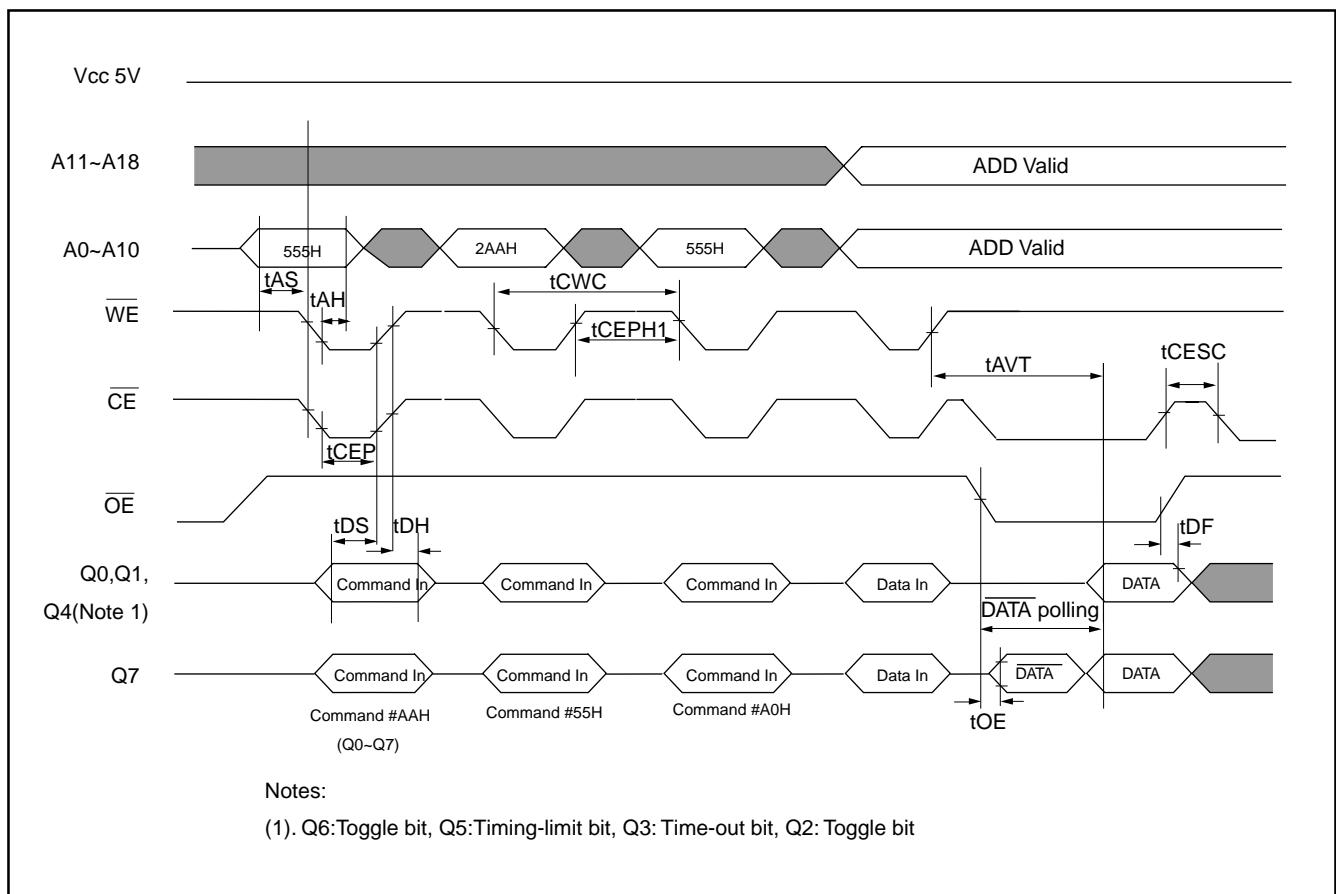 Vcc 5V
A11~A18
ADD Valid
A0~A10
555H
2AAH
555H
ADD Valid
tAS
tAH
tCWC
WE
tCEPH1
tAVT
tCESC
CE
tCEP
OE
tDS
tDH
tDF
Q0,Q1,
Q4(Note 1)
Command In
Command In
Command In
Data In
DATA
DATA polling
Q7
Command In
Command In
Command In
Data In
DATA
DATA
Command #AAH
Command #55H
Command #A0H
(Q0~Q7)
tOE
Notes:
(1). Q6:Toggle bit, Q5:Timing-limit bit, Q3: Time-out bit, Q2: Toggle bit